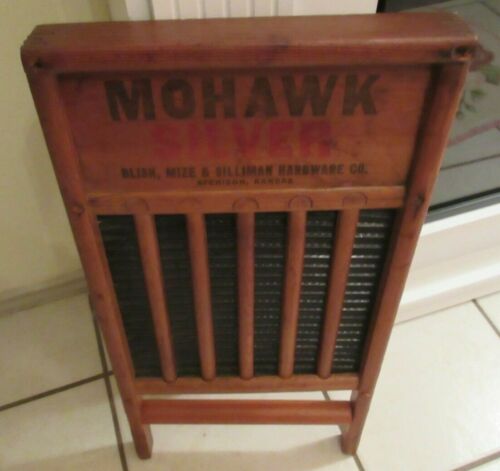 MOHAWK
SILVER
BLISH, MIZE & SILLIMAN HARDWARE CO.
ATCHISON, KANSAS